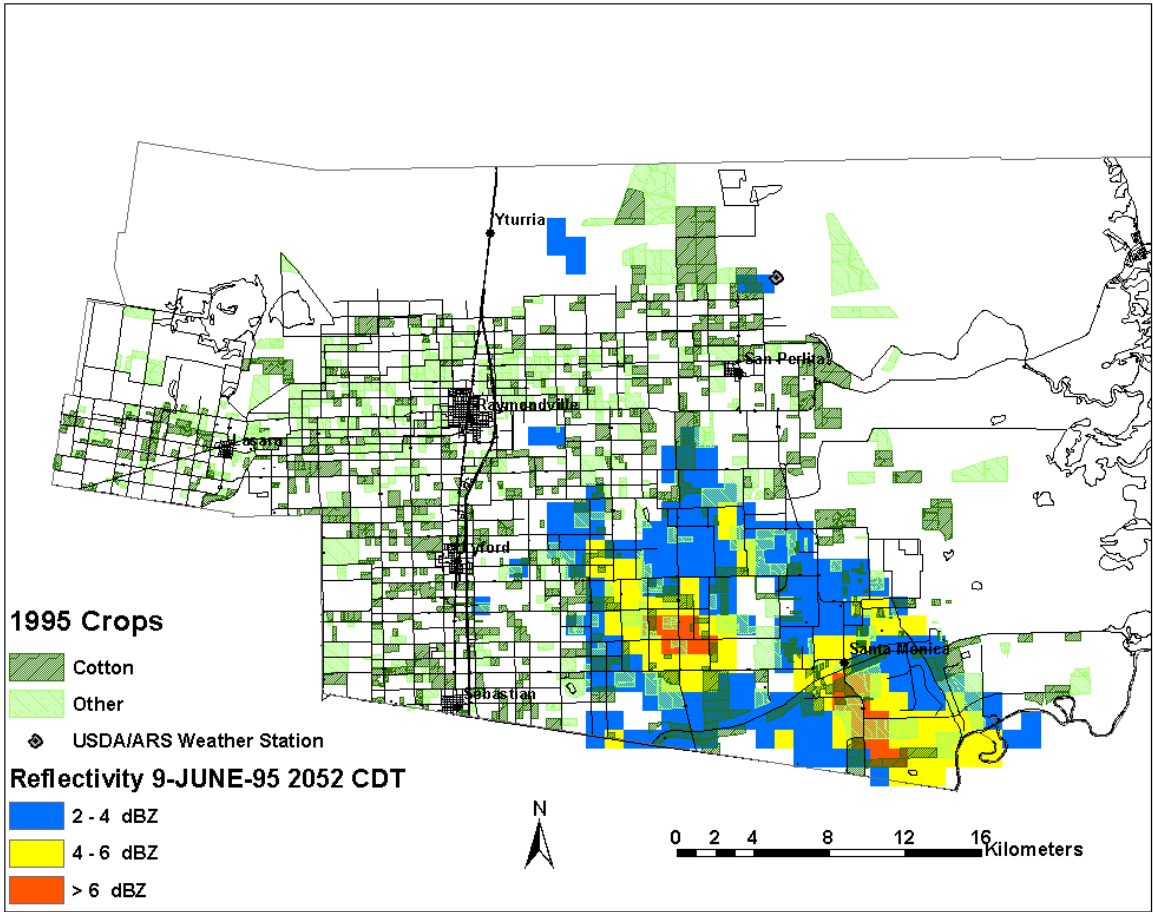 Yturria
San Perlita
Raymondville
Lasara
Lyford
Santa Monica
Sebastian
1995 Crops
Cotton
Other
USDA/ARS Weather Station
Reflectivity 9-JUNE-95 2052 CDT
2 - 4 dBZ
4 - 6 dBZ
> 6 dBZ
N
0 2 4 8 12 16
Kilometers